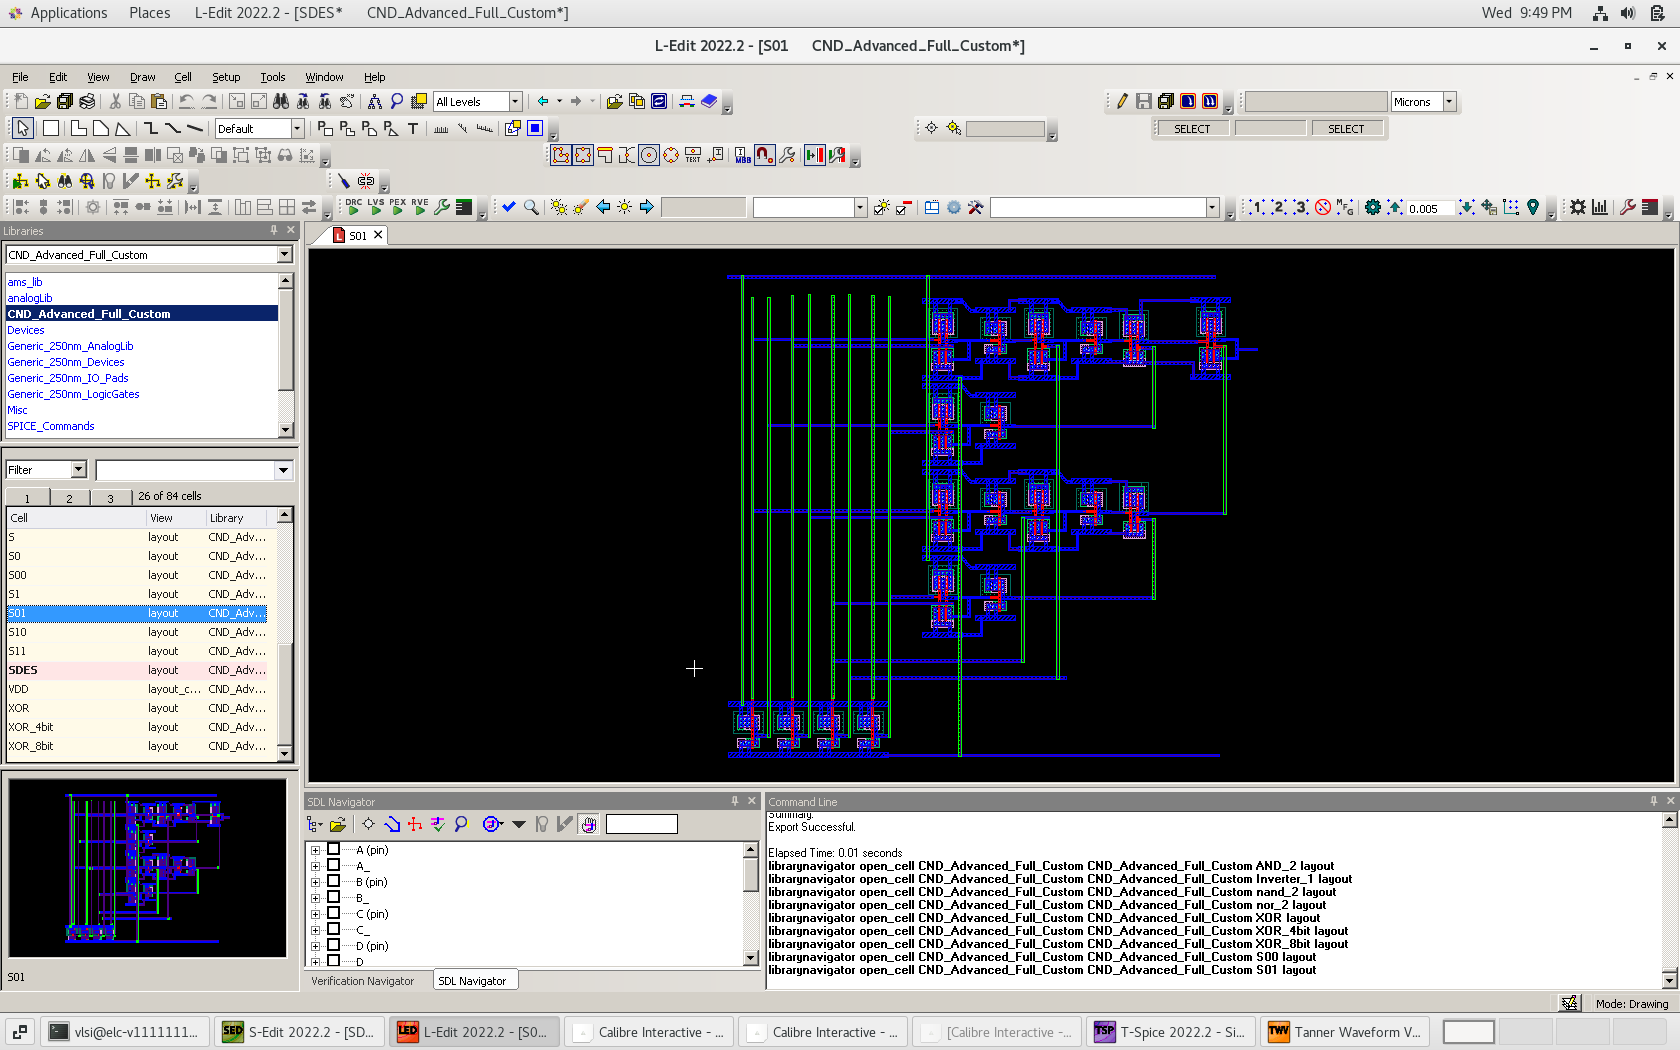 Applications Places L-Edit 2022.2 - [SDES* CND_Advanced_Full_Custom*] Wed 9:49 PM
L-Edit 2022.2 - [S01 CND_Advanced_Full_Custom*]
File Edit View Draw Cell Setup Tools Window Help
All Levels Microns
Default T SELECT SELECT
TEXT MBB
DRC LVS PEX RVE 1 2 3 MFG 0.005
Libraries
S01
CND_Advanced_Full_Custom
ams_lib
analogLib
CND_Advanced_Full_Custom
Devices
Generic_250nm_AnalogLib
Generic_250nm_Devices
Generic_250nm_IO_Pads
Generic_250nm_LogicGates
Misc
SPICE_Commands
Filter
1 2 3 26 of 84 cells
Cell View Library
S layout CND_Adv...
S0 layout CND_Adv...
S00 layout CND_Adv...
S1 layout CND_Adv...
S01 layout CND_Adv...
S10 layout CND_Adv...
S11 layout CND_Adv...
SDES layout CND_Adv...
VDD layout_c... CND_Adv...
XOR layout CND_Adv...
XOR_4bit layout CND_Adv...
XOR_8bit layout CND_Adv...
S01
SDL Navigator
A (pin)
A_
B (pin)
B_
C (pin)
C_
D (pin)
D
Verification Navigator SDL Navigator
Command Line
Summary:
Export Successful.
Elapsed Time: 0.01 seconds
librarynavigator open_cell CND_Advanced_Full_Custom CND_Advanced_Full_Custom AND_2 layout
librarynavigator open_cell CND_Advanced_Full_Custom CND_Advanced_Full_Custom Inverter_1 layout
librarynavigator open_cell CND_Advanced_Full_Custom CND_Advanced_Full_Custom nand_2 layout
librarynavigator open_cell CND_Advanced_Full_Custom CND_Advanced_Full_Custom nor_2 layout
librarynavigator open_cell CND_Advanced_Full_Custom CND_Advanced_Full_Custom XOR layout
librarynavigator open_cell CND_Advanced_Full_Custom CND_Advanced_Full_Custom XOR_4bit layout
librarynavigator open_cell CND_Advanced_Full_Custom CND_Advanced_Full_Custom XOR_8bit layout
librarynavigator open_cell CND_Advanced_Full_Custom CND_Advanced_Full_Custom S00 layout
librarynavigator open_cell CND_Advanced_Full_Custom CND_Advanced_Full_Custom S01 layout
Mode: Drawing
vlsi@elc-v1111111... SED S-Edit 2022.2 - [SD... LED L-Edit 2022.2 - [S0... Calibre Interactive - ... Calibre Interactive - ... [Calibre Interactive - ... TSP T-Spice 2022.2 - Si... TWV Tanner Waveform V...